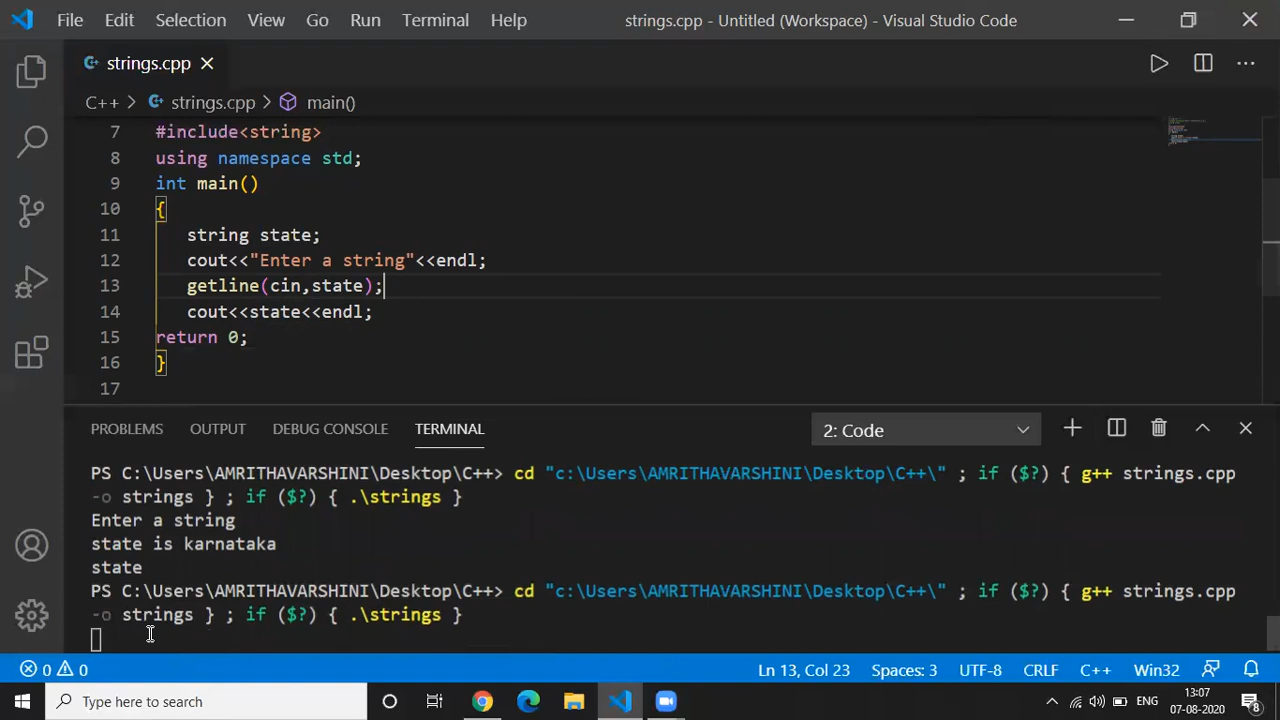 File Edit Selection View Go Run Terminal Help strings.cpp - Untitled (Workspace) - Visual Studio Code
strings.cpp
C++ > strings.cpp > main()
7 #include<string>
8 using namespace std;
9 int main()
10 {
11 string state;
12 cout<<"Enter a string"<<endl;
13 getline(cin,state);
14 cout<<state<<endl;
15 return 0;
16 }
17
PROBLEMS OUTPUT DEBUG CONSOLE TERMINAL 2: Code
PS C:\Users\AMRITHAVARSHINI\Desktop\C++> cd "c:\Users\AMRITHAVARSHINI\Desktop\C++\" ; if ($?) { g++ strings.cpp
-o strings } ; if ($?) { .\strings }
Enter a string
state is karnataka
state
PS C:\Users\AMRITHAVARSHINI\Desktop\C++> cd "c:\Users\AMRITHAVARSHINI\Desktop\C++\" ; if ($?) { g++ strings.cpp
-o strings } ; if ($?) { .\strings }
0 0 Ln 13, Col 23 Spaces: 3 UTF-8 CRLF C++ Win32
Type here to search ENG 13:07
07-08-2020 8